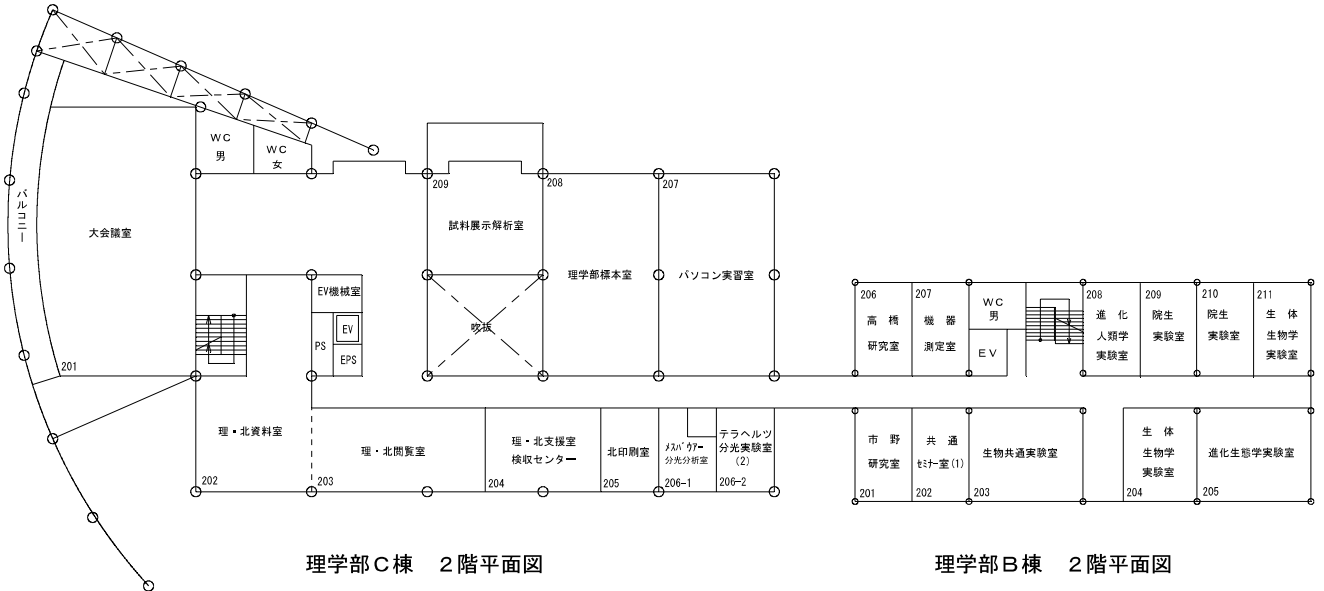 バルコニー
大会議室
201
ＷＣ
男
ＷＣ
女
209
試料展示解析室
吹抜
208
理学部標本室
207
パソコン実習室
EV機械室
PS
EV
EPS
理・北資料室
202
理・北閲覧室
203
理・北支援室
検収センター
204
北印刷室
205
ﾒｽﾊﾞｳｱｰ
分光分析室
206-1
テラヘルツ
分光実験室
(2)
206-2
理学部Ｃ棟　２階平面図
206
高橋
研究室
207
機器
測定室
ＷＣ
男
ＥＶ
208
進化
人類学
実験室
209
院生
実験室
210
院生
実験室
211
生体
生物学
実験室
市野
研究室
201
共通
ｾﾐﾅｰ室(1)
202
生物共通実験室
203
生体
生物学
実験室
204
進化生態学実験室
205
理学部Ｂ棟　２階平面図